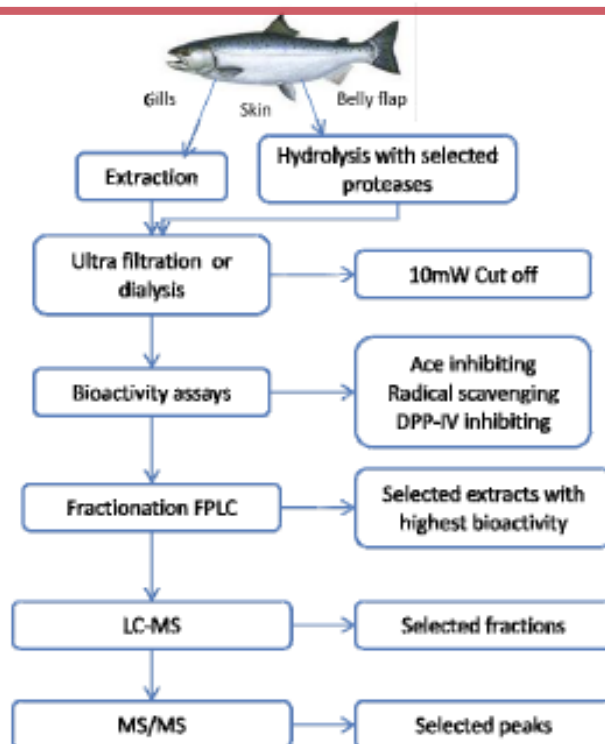 Gills
Skin
Belly flap
Extraction
Hydrolysis with selected
proteases
Ultra filtration or
dialysis
10mW Cut off
Bioactivity assays
Ace inhibiting
Radical scavenging
DPP-IV inhibiting
Fractionation FPLC
Selected extracts with
highest bioactivity
LC-MS
Selected fractions
MS/MS
Selected peaks